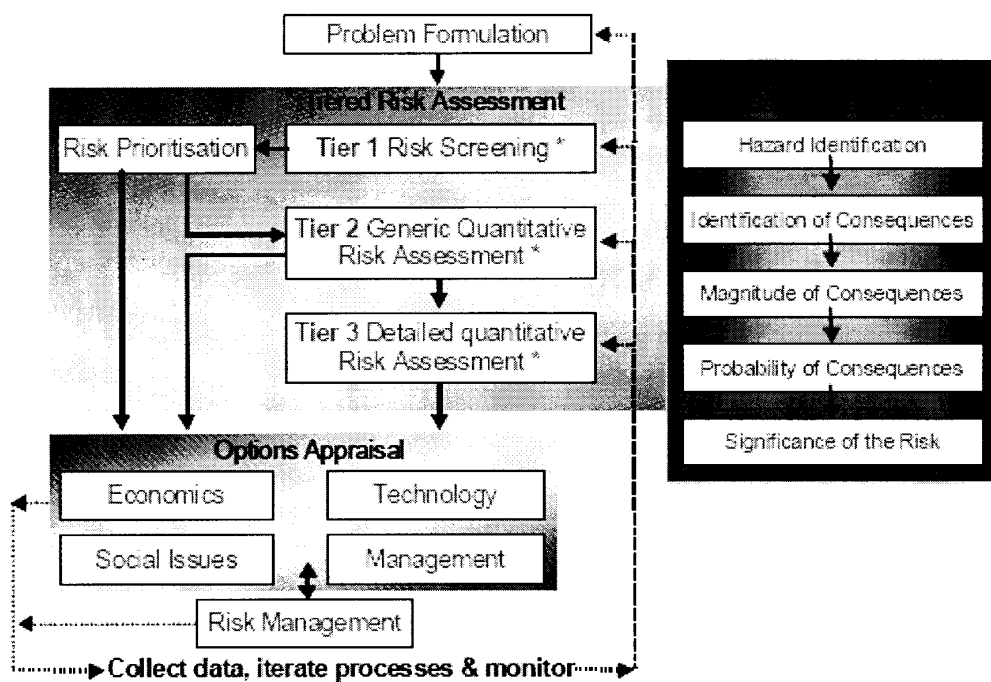 Problem Formulation
Tiered Risk Assessment
Risk Prioritisation
Tier 1 Risk Screening *
Tier 2 Generic Quantitative
Risk Assessment *
Tier 3 Detailed quantitative
Risk Assessment *
Options Appraisal
Economics
Technology
Social Issues
Management
Risk Management
Collect data, iterate processes & monitor
Hazard Identification
Identification of Consequences
Magnitude of Consequences
Probability of Consequences
Significance of the Risk